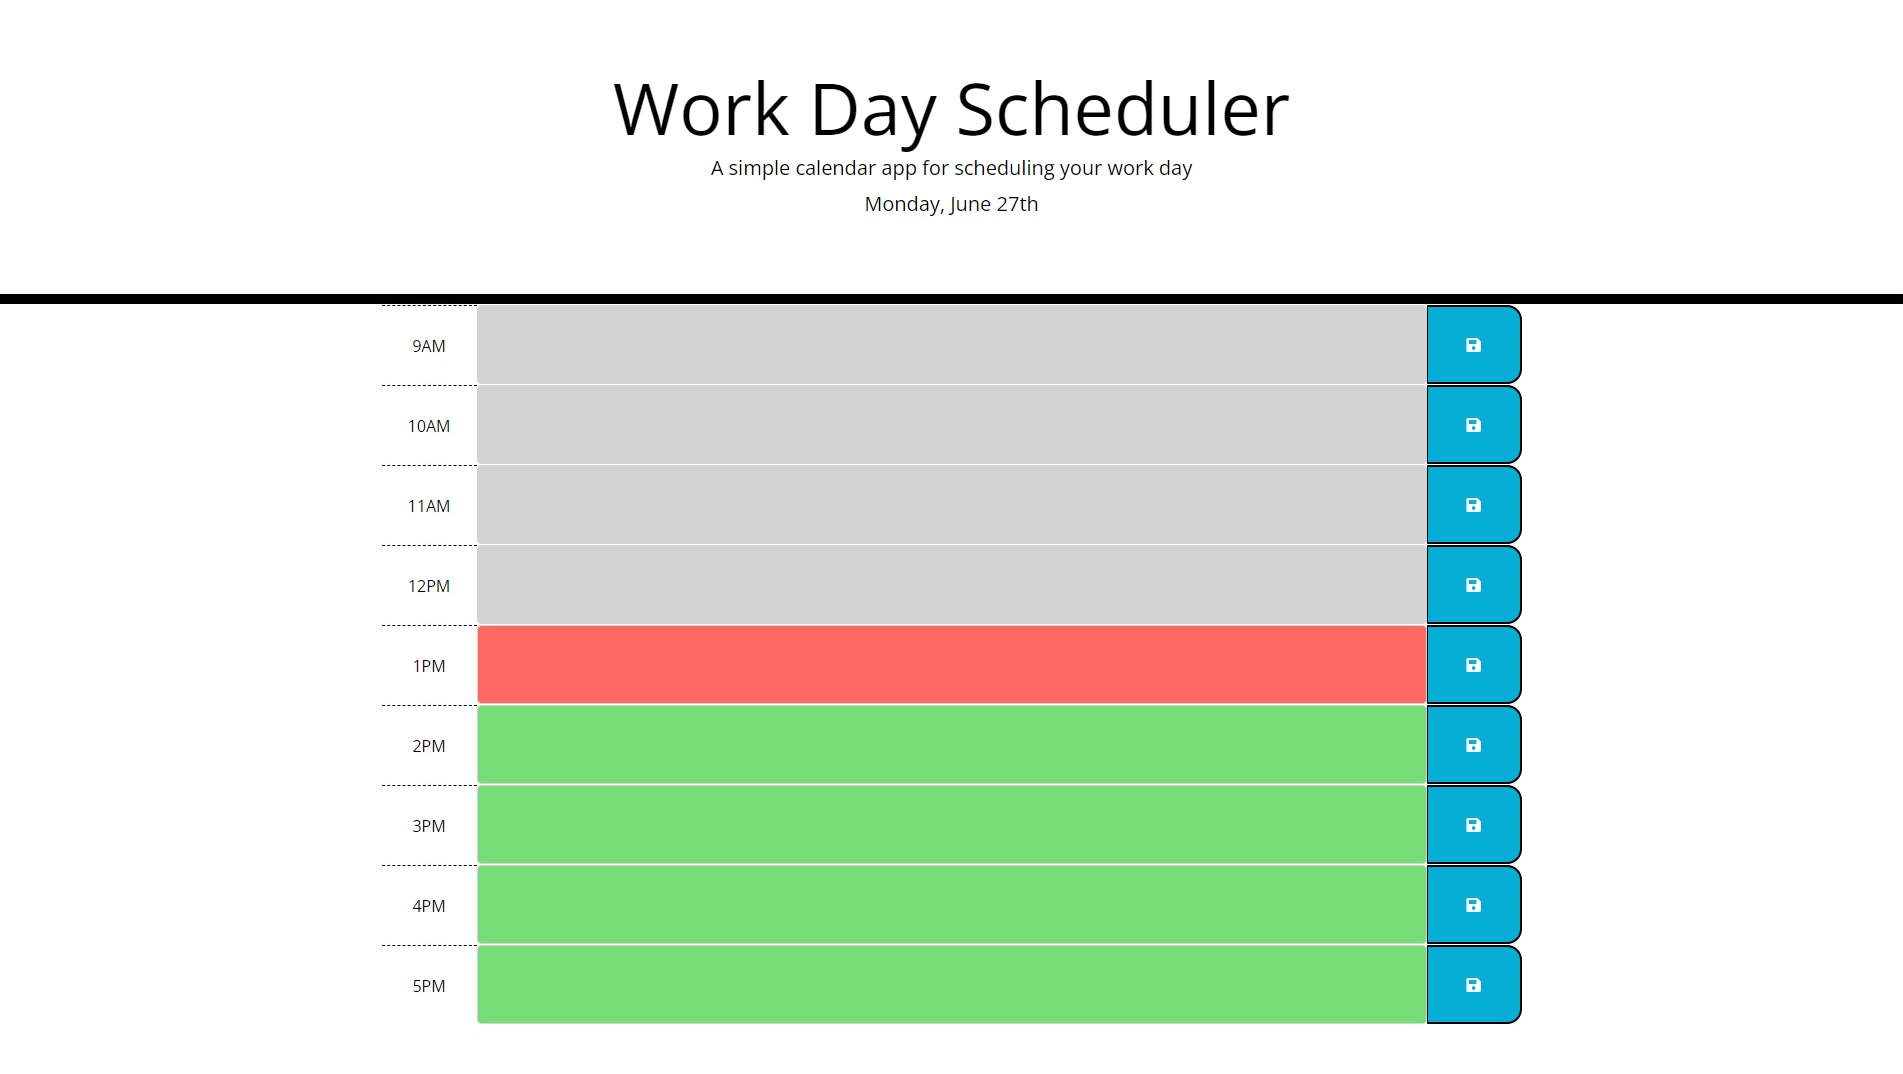 Work Day Scheduler
A simple calendar app for scheduling your work day
Monday, June 27th
9AM
10AM
11AM
12PM
1PM
2PM
3PM
4PM
5PM